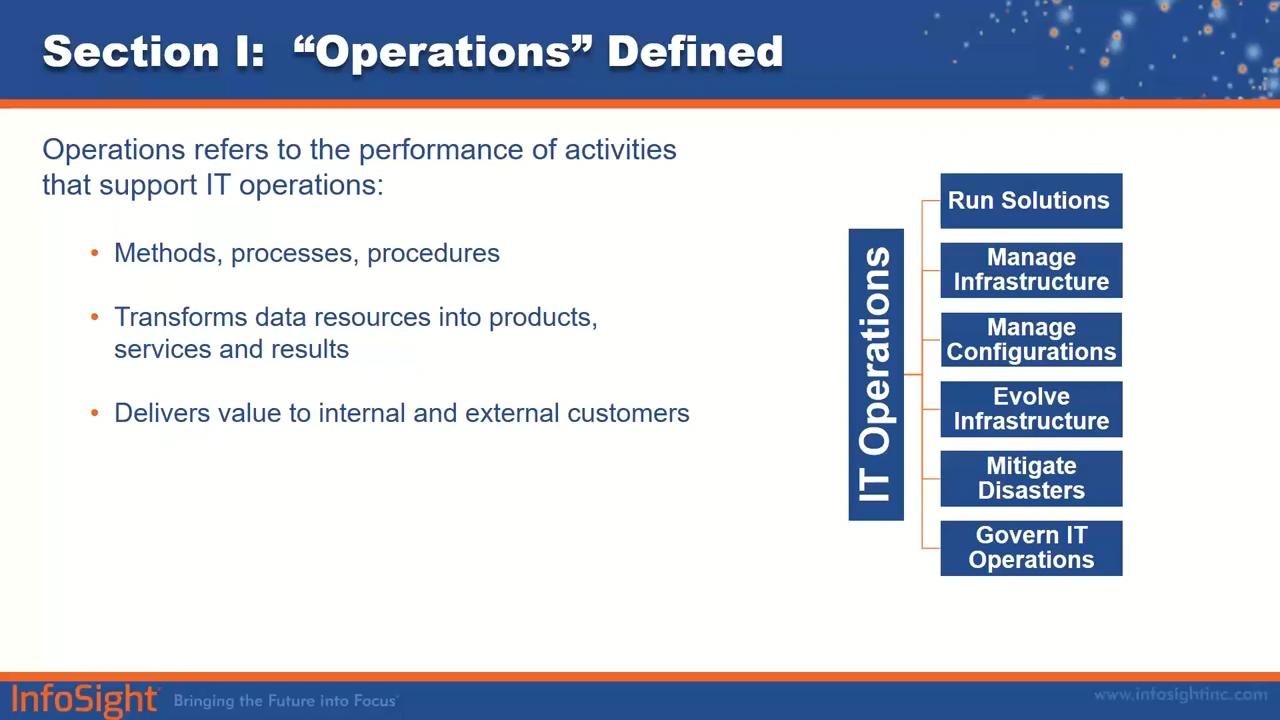 Section I:  “Operations” Defined
Operations refers to the performance of activities
that support IT operations:
• Methods, processes, procedures
• Transforms data resources into products,
services and results
• Delivers value to internal and external customers
IT Operations
Run Solutions
Manage
Infrastructure
Manage
Configurations
Evolve
Infrastructure
Mitigate
Disasters
Govern IT
Operations
InfoSight
Bringing the Future into Focus
www.infosightinc.com